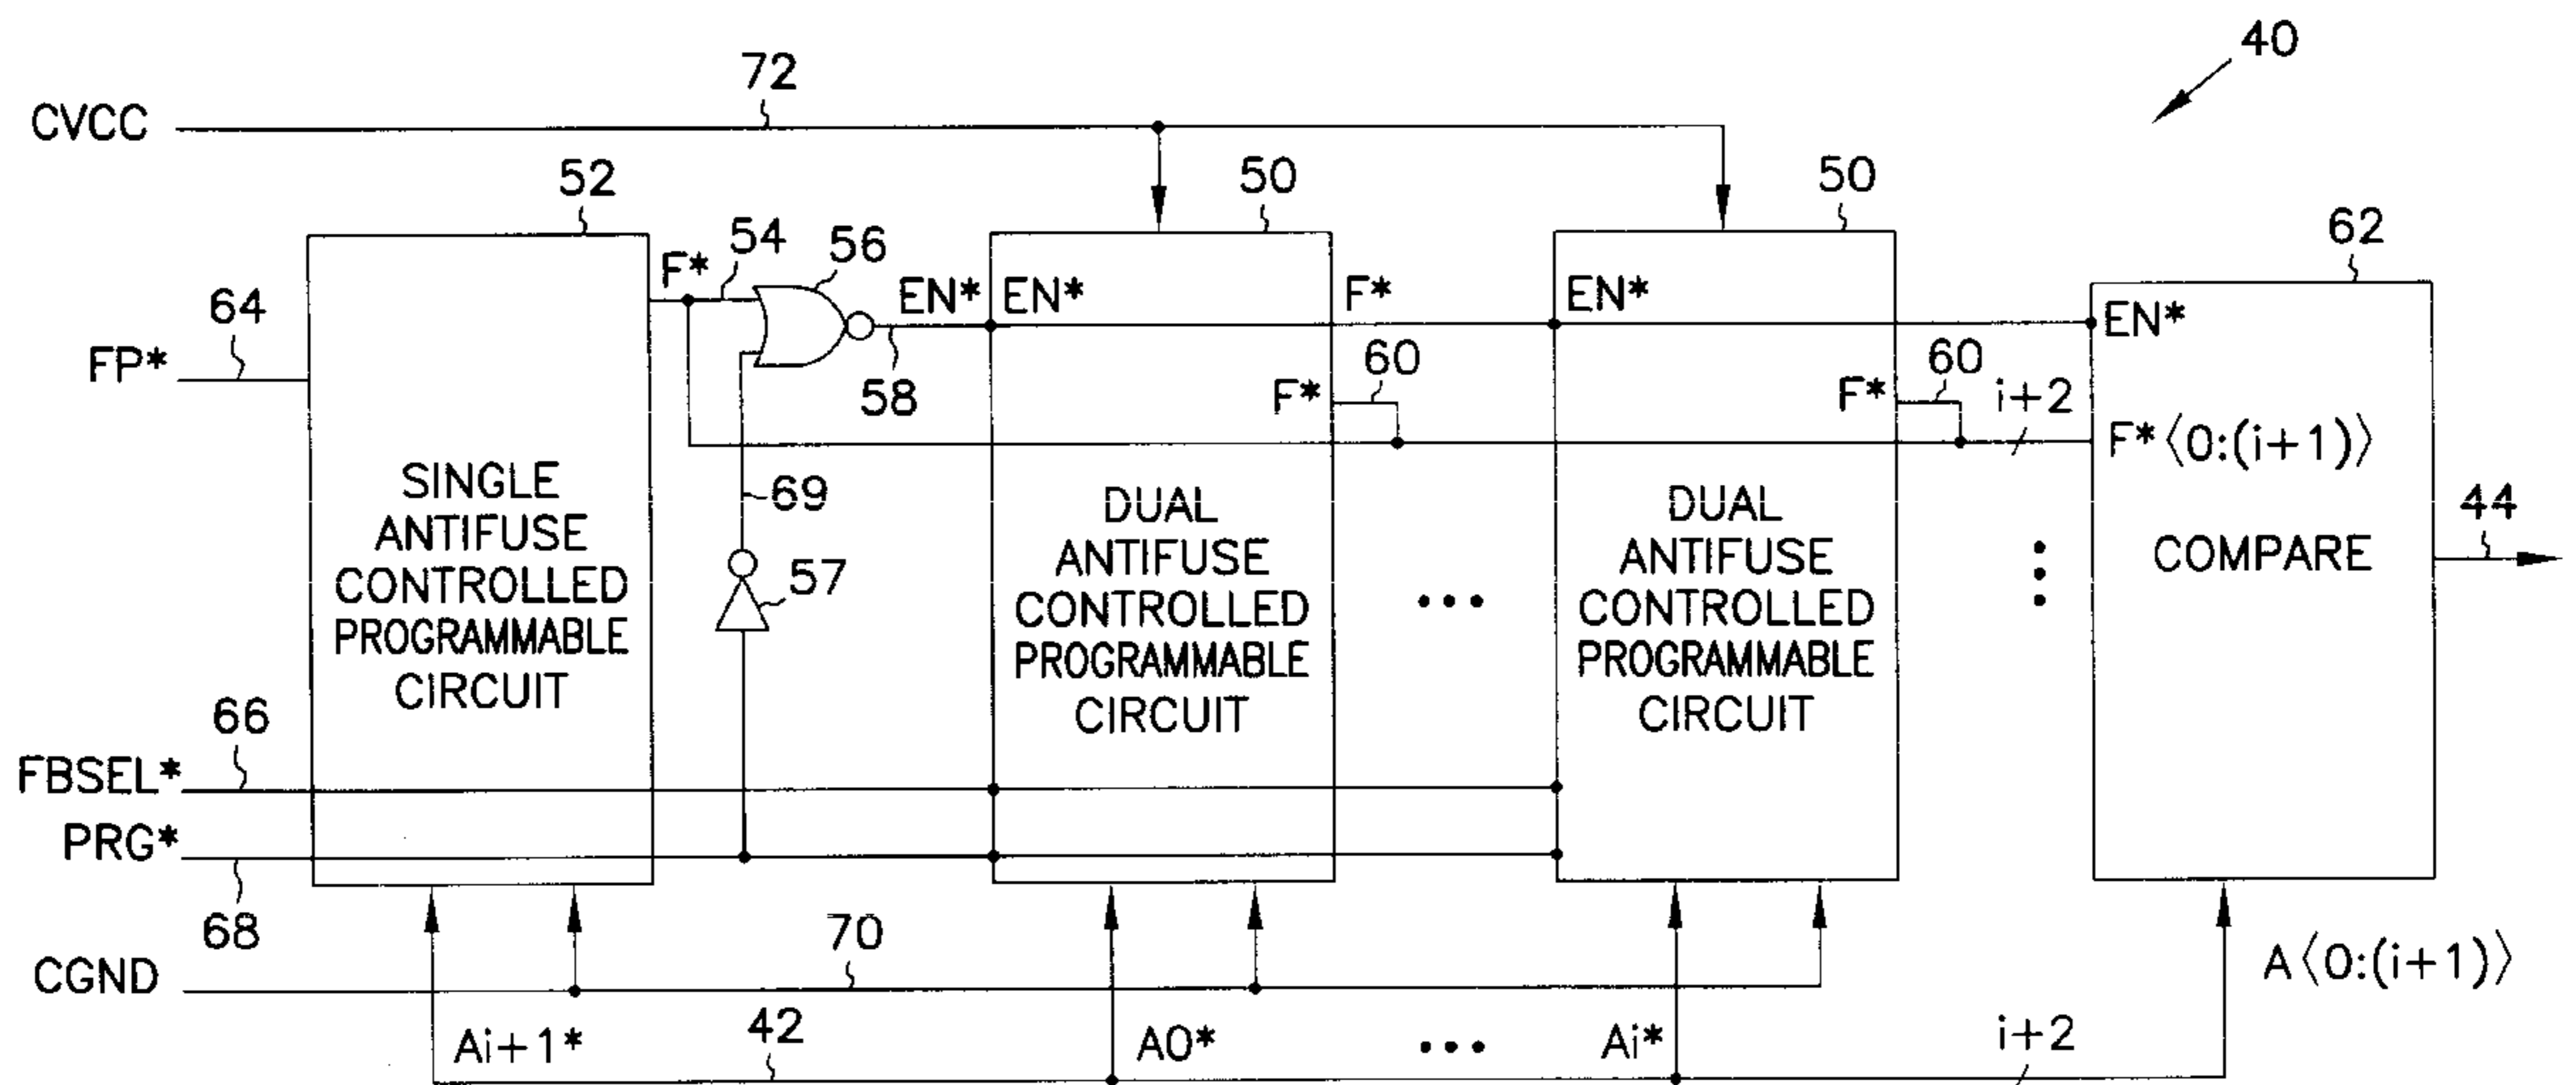 40
72
CVCC
52
50
50
62
F*
54
56
EN*
EN*
F*
EN*
EN*
64
FP*
58
60
F*
60
F*
i+2
F*⟨0:(i+1)⟩
SINGLE
ANTIFUSE
CONTROLLED
PROGRAMMABLE
CIRCUIT
69
57
DUAL
ANTIFUSE
CONTROLLED
PROGRAMMABLE
CIRCUIT
DUAL
ANTIFUSE
CONTROLLED
PROGRAMMABLE
CIRCUIT
COMPARE
44
66
FBSEL*
PRG*
68
CGND
70
A⟨0:(i+1)⟩
Ai+1*
42
A0*
Ai*
i+2